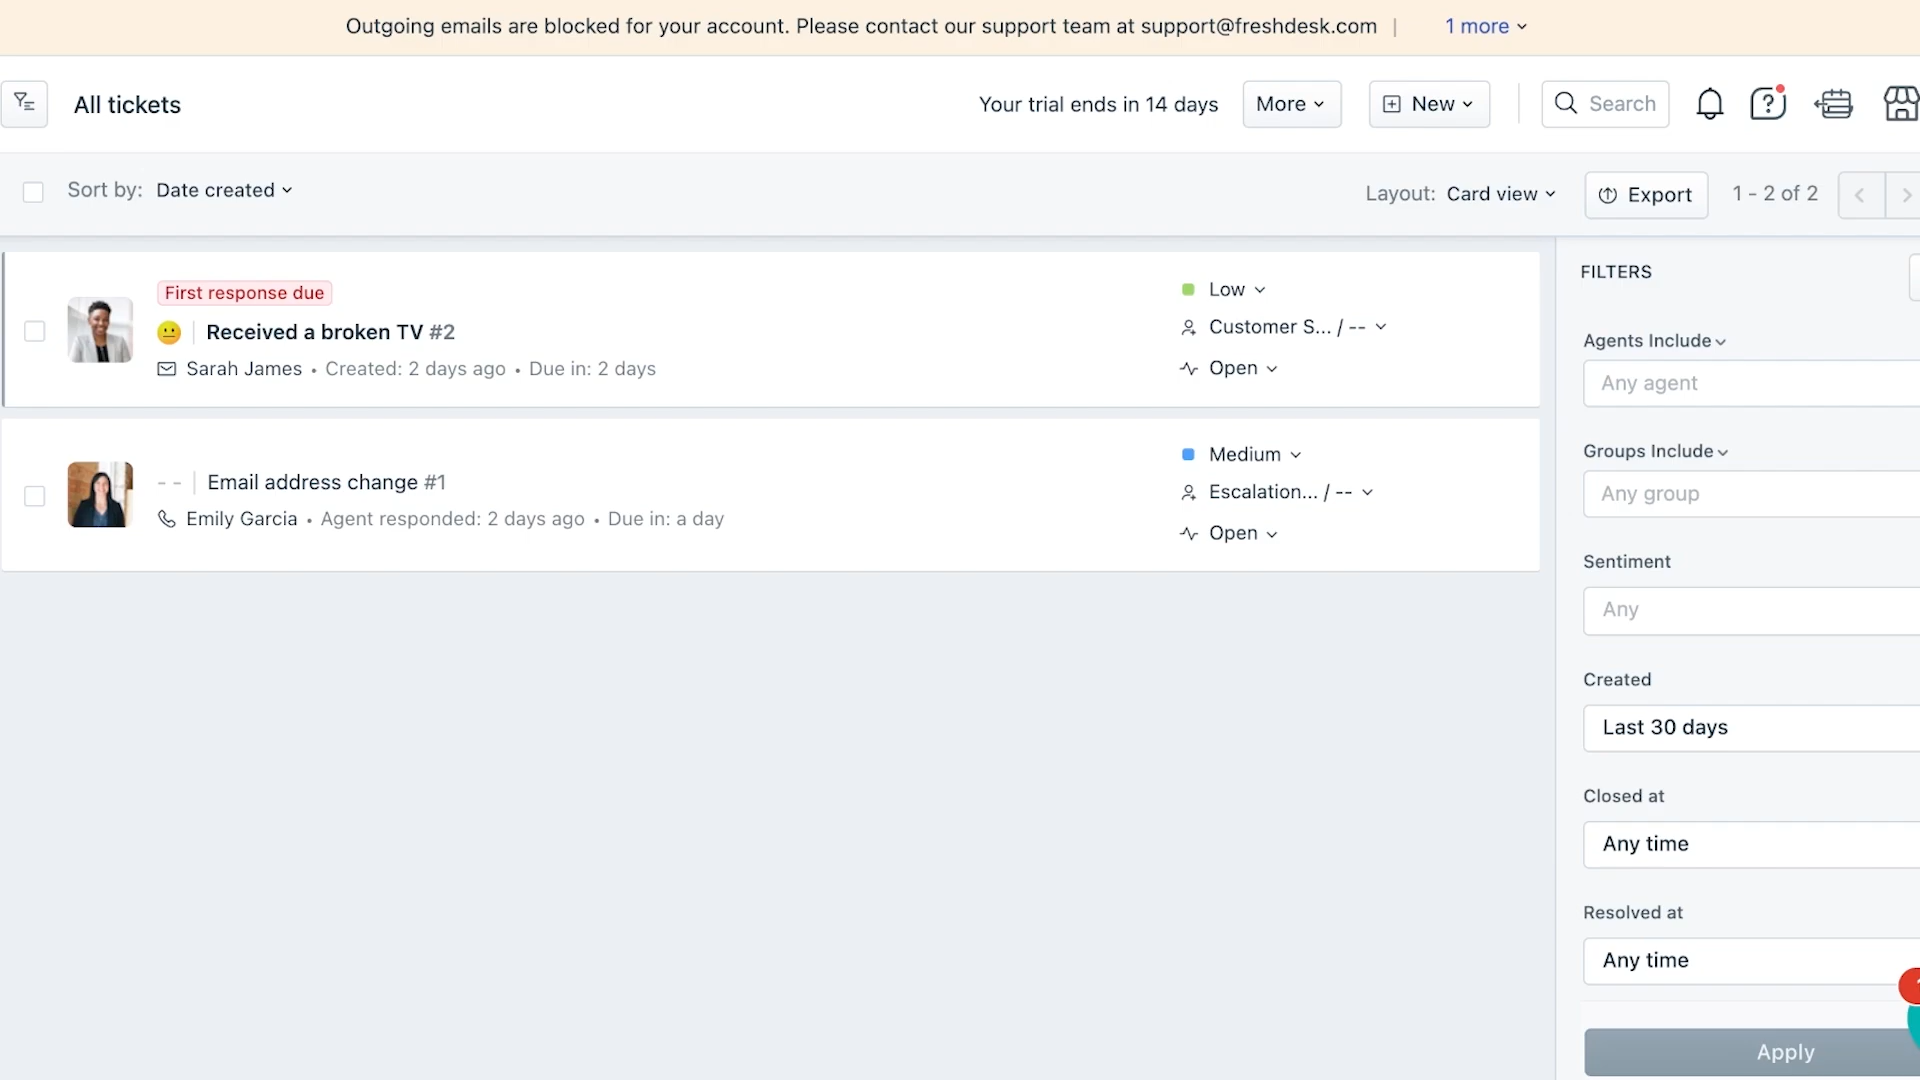 Outgoing emails are blocked for your account. Please contact our support team at support@freshdesk.com | 1 more
All tickets
Your trial ends in 14 days
More
New
Search
Sort by: Date created
Layout: Card view
Export
1 - 2 of 2
First response due
Received a broken TV #2
Sarah James • Created: 2 days ago • Due in: 2 days
Low
Customer S... / --
Open
-- Email address change #1
Emily Garcia • Agent responded: 2 days ago • Due in: a day
Medium
Escalation... / --
Open
FILTERS
Agents Include
Any agent
Groups Include
Any group
Sentiment
Any
Created
Last 30 days
Closed at
Any time
Resolved at
Any time
Apply